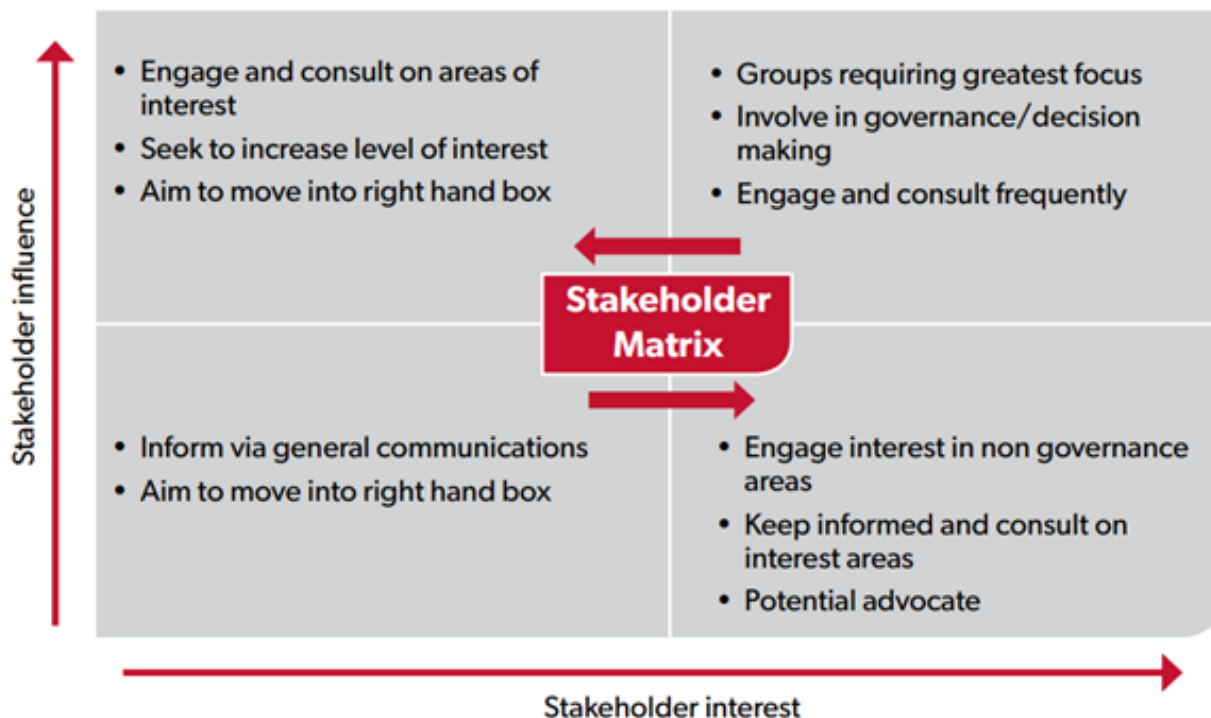 • Engage and consult on areas of
interest
• Seek to increase level of interest
• Aim to move into right hand box
• Groups requiring greatest focus
• Involve in governance/decision
making
• Engage and consult frequently
Stakeholder influence
Stakeholder
Matrix
• Inform via general communications
• Aim to move into right hand box
• Engage interest in non governance
areas
• Keep informed and consult on
interest areas
• Potential advocate
Stakeholder interest